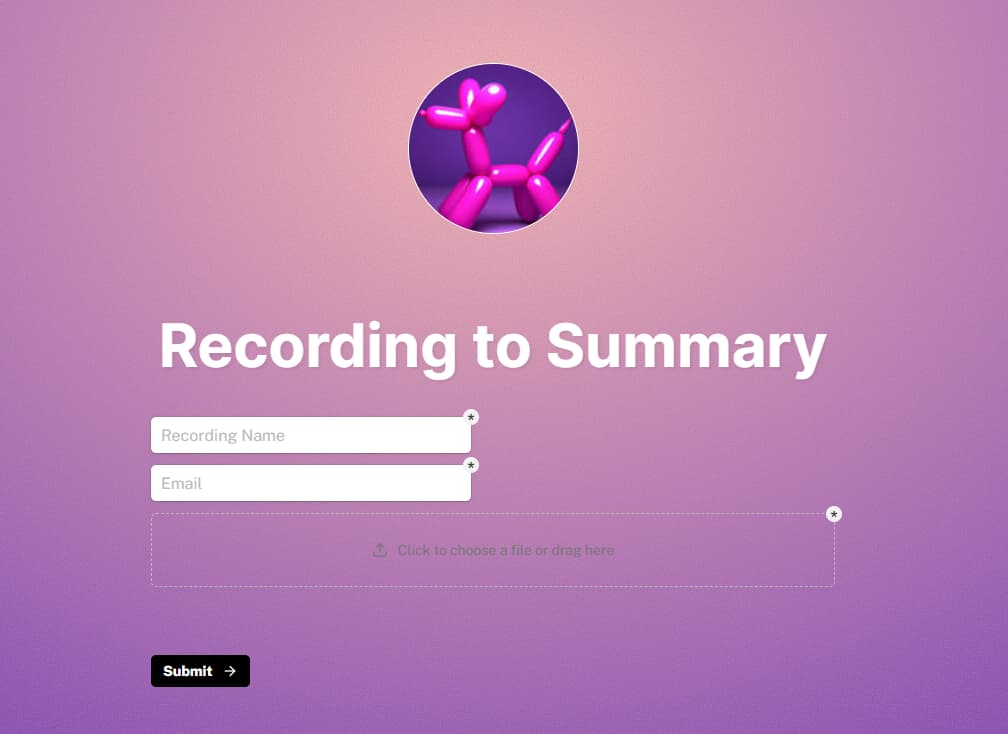 Recording to Summary
*
Recording Name
*
Email
*
Click to choose a file or drag here
Submit →